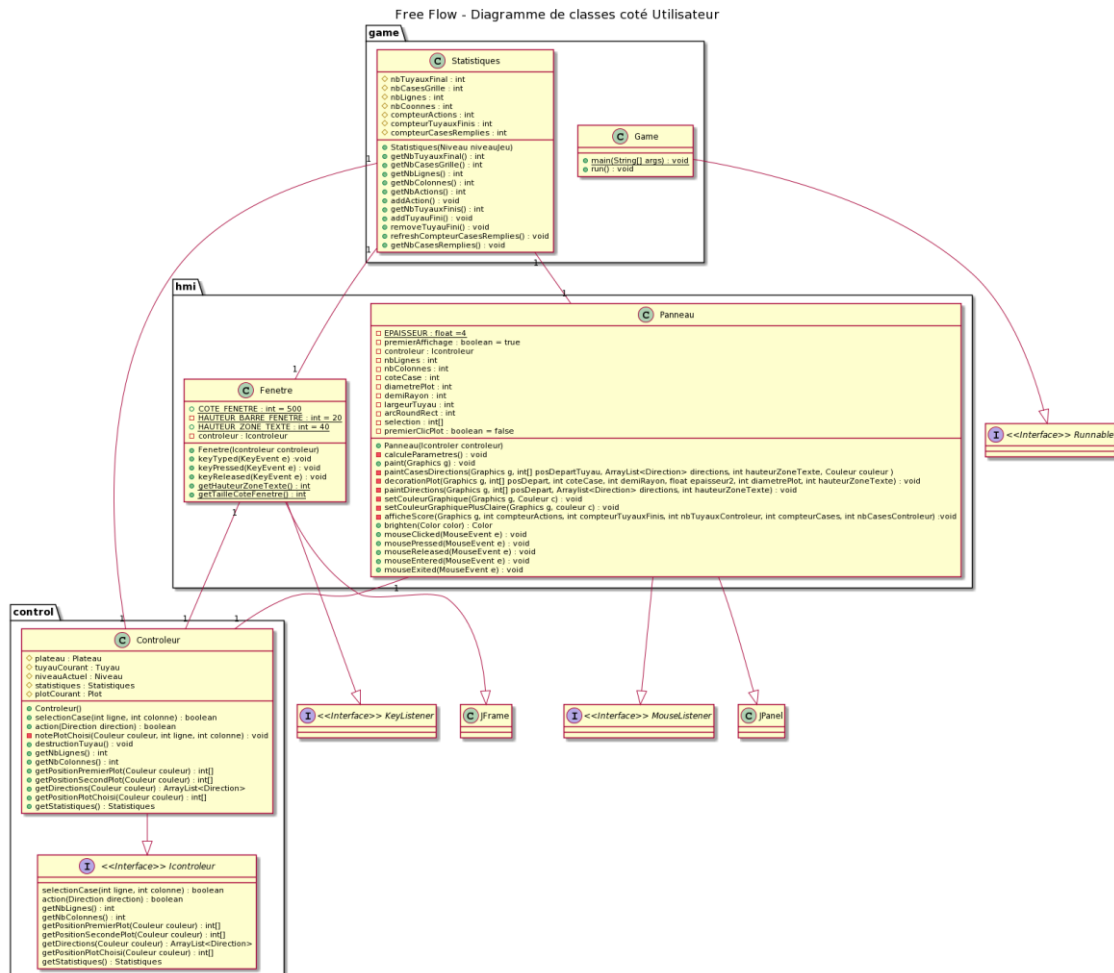 Free Flow - Diagramme de classes coté Utilisateur
game
C Statistiques
nbTuyauxFinal : int
nbCasesGrille : int
nbLignes : int
nbCoonnes : int
compteurActions : int
compteurTuyauxFinis : int
compteurCasesRemplies : int
Statistiques(Niveau niveauJeu)
getNbTuyauxFinal() : int
getNbCasesGrille() : int
getNbLignes() : int
getNbColonnes() : int
getNbActions() : int
addAction() : void
getNbTuyauxFinis() : int
addTuyauFini() : void
removeTuyauFini() : void
refreshCompteurCasesRemplies() : void
getNbCasesRemplies() : void
C Game
main(String[] args) : void
run() : void
1
1
1
1
1
hmi
C Panneau
EPAISSEUR : float =4
premierAffichage : boolean = true
controleur : Icontroleur
nbLignes : int
nbColonnes : int
coteCase : int
diametrePlot : int
demiRayon : int
largeurTuyau : int
arcRoundRect : int
selection : int[]
premierClicPlot : boolean = false
Panneau(Icontroler controleur)
calculeParametres() : void
paint(Graphics g) : void
paintCasesDirections(Graphics g, int[] posDepartTuyau, ArrayList<Direction> directions, int hauteurZoneTexte, Couleur couleur )
decorationPlot(Graphics g, int[] posDepart, int coteCase, int demiRayon, float epaisseur2, int diametrePlot, int hauteurZoneTexte) : void
paintDirections(Graphics g, int[] posDepart, Arraylist<Direction> directions, int hauteurZoneTexte) : void
setCouleurGraphique(Graphics g, Couleur c) : void
setCouleurGraphiquePlusClaire(Graphics g, couleur c) : void
afficheScore(Graphics g, int compteurActions, int compteurTuyauxFinis, int nbTuyauxControleur, int compteurCases, int nbCasesControleur) :void
brighten(Color color) : Color
mouseClicked(MouseEvent e) : void
mousePressed(MouseEvent e) : void
mouseReleased(MouseEvent e) : void
mouseEntered(MouseEvent e) : void
mouseExited(MouseEvent e) : void
C Fenetre
COTE_FENETRE : int = 500
HAUTEUR_BARRE_FENETRE : int = 20
HAUTEUR_ZONE_TEXTE : int = 40
controleur : Icontroleur
Fenetre(Icontroleur controleur)
keyTyped(KeyEvent e) :void
keyPressed(KeyEvent e) : void
keyReleased(KeyEvent e) : void
getHauteurZoneTexte() : int
getTailleCoteFenetre() : int
I <<Interface>> Runnable
1
1
1
1
1
control
C Controleur
plateau : Plateau
tuyauCourant : Tuyau
niveauActuel : Niveau
statistiques : Statistiques
plotCourant : Plot
Controleur()
selectionCase(int ligne, int colonne) : boolean
action(Direction direction) : boolean
notePlotChoisi(Couleur couleur, int ligne, int colonne) : void
destructionTuyau() : void
getNbLignes() : int
getNbColonnes() : int
getPositionPremierPlot(Couleur couleur) : int[]
getPositionSecondPlot(Couleur couleur) : int[]
getDirections(Couleur couleur) : ArrayList<Direction>
getPositionPlotChoisi(Couleur couleur) : int[]
getStatistiques() : Statistiques
I <<Interface>> KeyListener
C JFrame
I <<Interface>> MouseListener
C JPanel
I <<Interface>> Icontroleur
selectionCase(int ligne, int colonne) : boolean
action(Direction direction) : boolean
getNbLignes() : int
getNbColonnes() : int
getPositionPremierPlot(Couleur couleur) : int[]
getPositionSecondePlot(Couleur couleur) : int[]
getDirections(Couleur couleur) : ArrayList<Direction>
getPositionPlotChoisi(Couleur couleur) : int[]
getStatistiques() : Statistiques